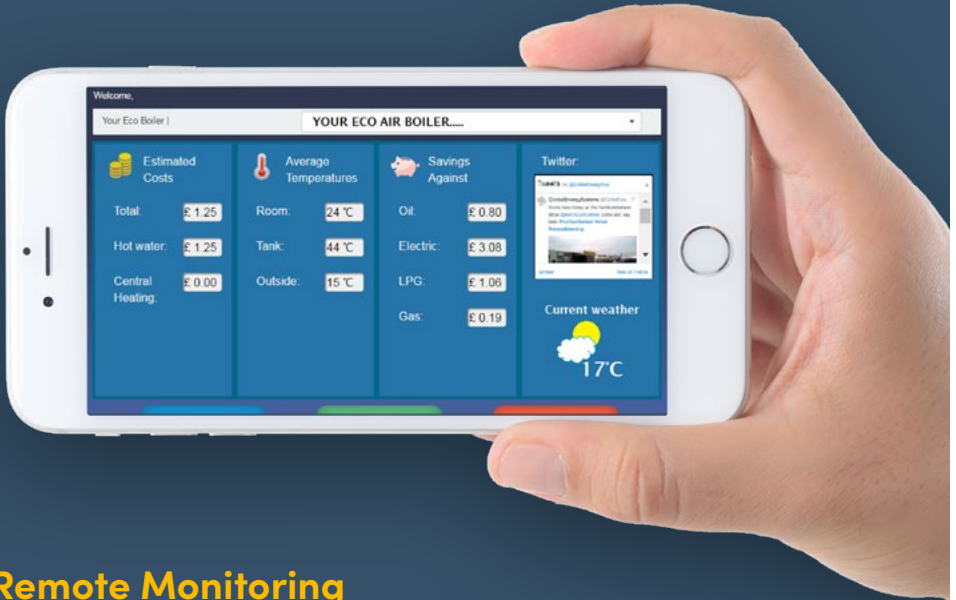 Welcome,
Your Eco Boiler |
YOUR ECO AIR BOILER.....
Estimated
Costs
Total: £ 1.25
Hot water: £ 1.25
Central
Heating: £ 0.00
Average
Temperatures
Room: 24 °C
Tank: 44 °C
Outside: 15 °C
Savings
Against
Oil: £ 0.80
Electric: £ 3.08
LPG: £ 1.06
Gas: £ 0.19
Twitter:
Tweets
Current weather
17°C
Remote Monitoring